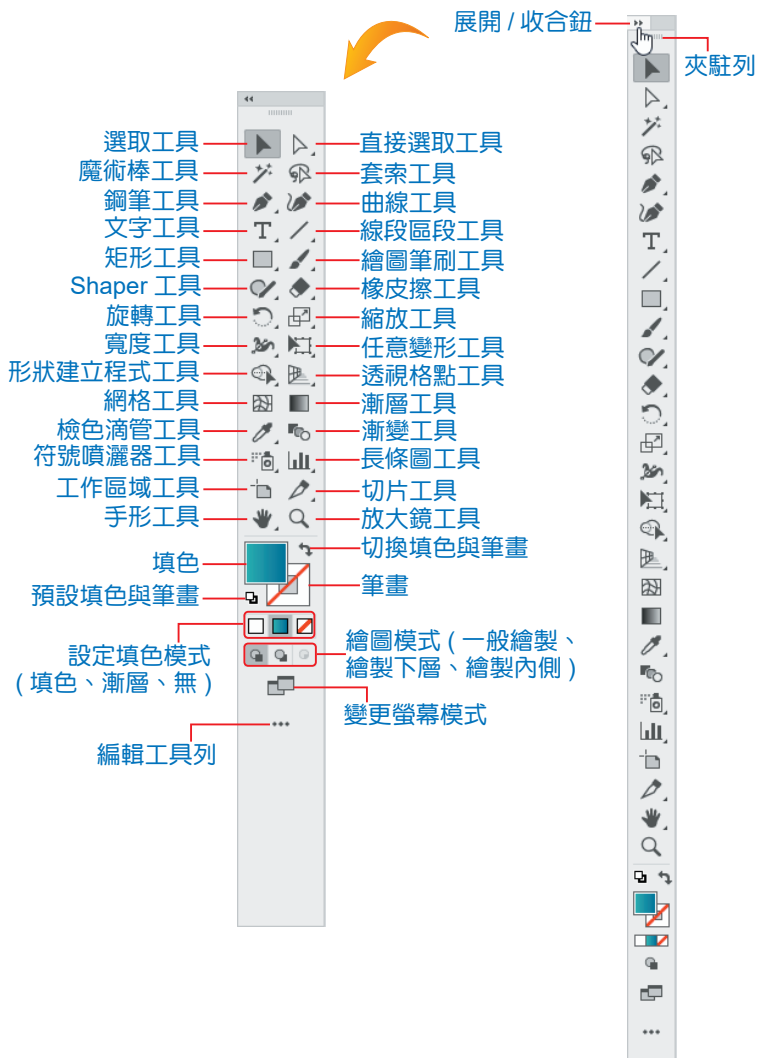 展開 / 收合鈕
夾駐列
選取工具
直接選取工具
魔術棒工具
套索工具
鋼筆工具
曲線工具
文字工具
線段區段工具
矩形工具
繪圖筆刷工具
Shaper 工具
橡皮擦工具
旋轉工具
縮放工具
寬度工具
任意變形工具
形狀建立程式工具
透視格點工具
網格工具
漸層工具
檢色滴管工具
漸變工具
符號噴灑器工具
長條圖工具
工作區域工具
切片工具
手形工具
放大鏡工具
切換填色與筆畫
填色
筆畫
預設填色與筆畫
設定填色模式
( 填色、漸層、無 )
繪圖模式 ( 一般繪製、
繪製下層、繪製內側 )
變更螢幕模式
編輯工具列